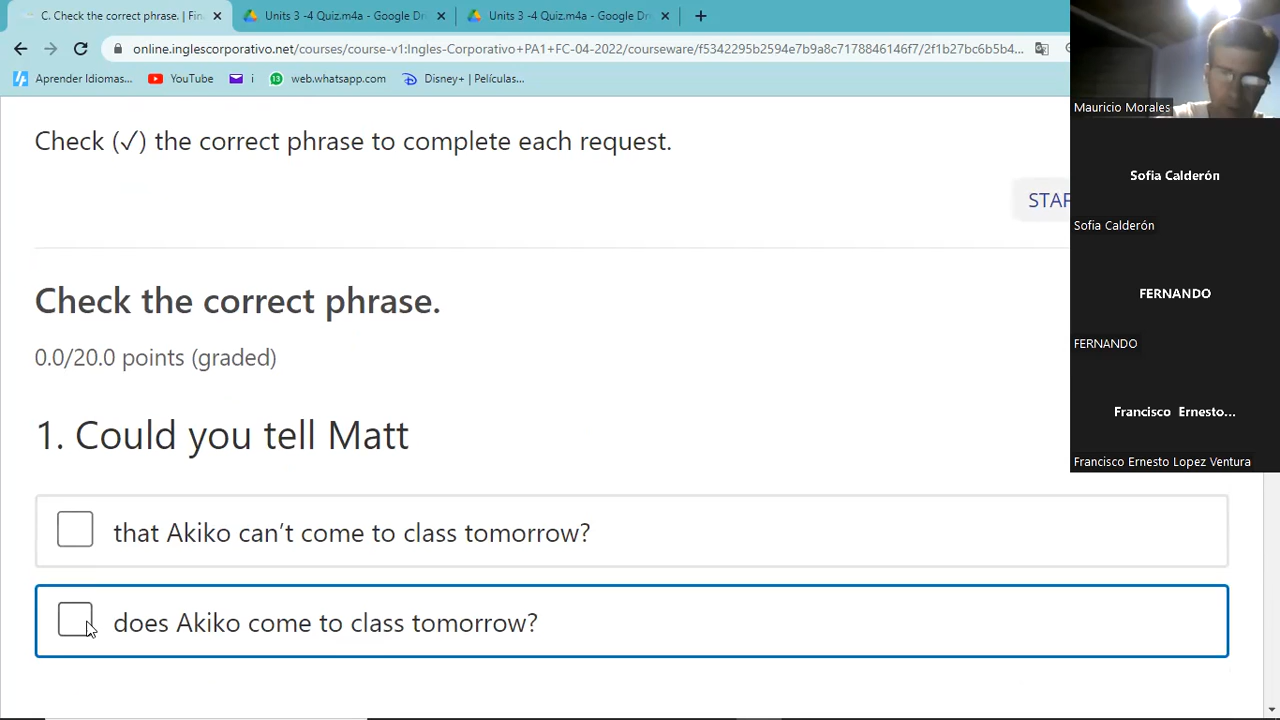 C. Check the correct phrase. | Fin
Units 3 -4 Quiz.m4a - Google Dr
Units 3 -4 Quiz.m4a - Google Dr
online.inglescorporativo.net/courses/course-v1:Ingles-Corporativo+PA1+FC-04-2022/courseware/f5342295b2594e7b9a8c7178846146f7/2f1b27bc6b5b4...
Aprender Idiomas...
YouTube
i
13
web.whatsapp.com
Disney+ | Películas,...
Mauricio Morales
Check (✓) the correct phrase to complete each request.
Sofia Calderón
STAF
Sofia Calderón
FERNANDO
Check the correct phrase.
FERNANDO
0.0/20.0 points (graded)
Francisco Ernesto...
1. Could you tell Matt
Francisco Ernesto Lopez Ventura
that Akiko can’t come to class tomorrow?
does Akiko come to class tomorrow?